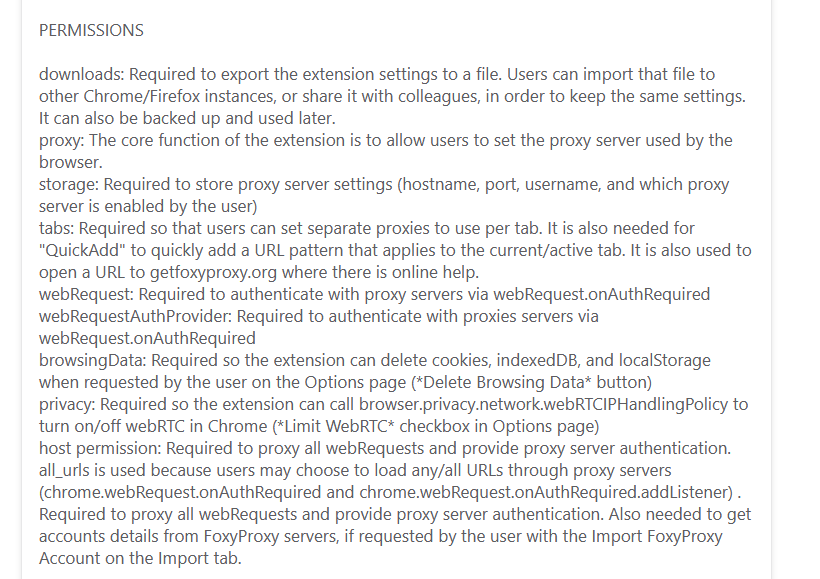 PERMISSIONS
downloads: Required to export the extension settings to a file. Users can import that file to
other Chrome/Firefox instances, or share it with colleagues, in order to keep the same settings.
It can also be backed up and used later.
proxy: The core function of the extension is to allow users to set the proxy server used by the
browser.
storage: Required to store proxy server settings (hostname, port, username, and which proxy
server is enabled by the user)
tabs: Required so that users can set separate proxies to use per tab. It is also needed for
"QuickAdd" to quickly add a URL pattern that applies to the current/active tab. It is also used to
open a URL to getfoxyproxy.org where there is online help.
webRequest: Required to authenticate with proxy servers via webRequest.onAuthRequired
webRequestAuthProvider: Required to authenticate with proxies servers via
webRequest.onAuthRequired
browsingData: Required so the extension can delete cookies, indexedDB, and localStorage
when requested by the user on the Options page (*Delete Browsing Data* button)
privacy: Required so the extension can call browser.privacy.network.webRTCIPHandlingPolicy to
turn on/off webRTC in Chrome (*Limit WebRTC* checkbox in Options page)
host permission: Required to proxy all webRequests and provide proxy server authentication.
all_urls is used because users may choose to load any/all URLs through proxy servers
(chrome.webRequest.onAuthRequired and chrome.webRequest.onAuthRequired.addListener) .
Required to proxy all webRequests and provide proxy server authentication. Also needed to get
accounts details from FoxyProxy servers, if requested by the user with the Import FoxyProxy
Account on the Import tab.